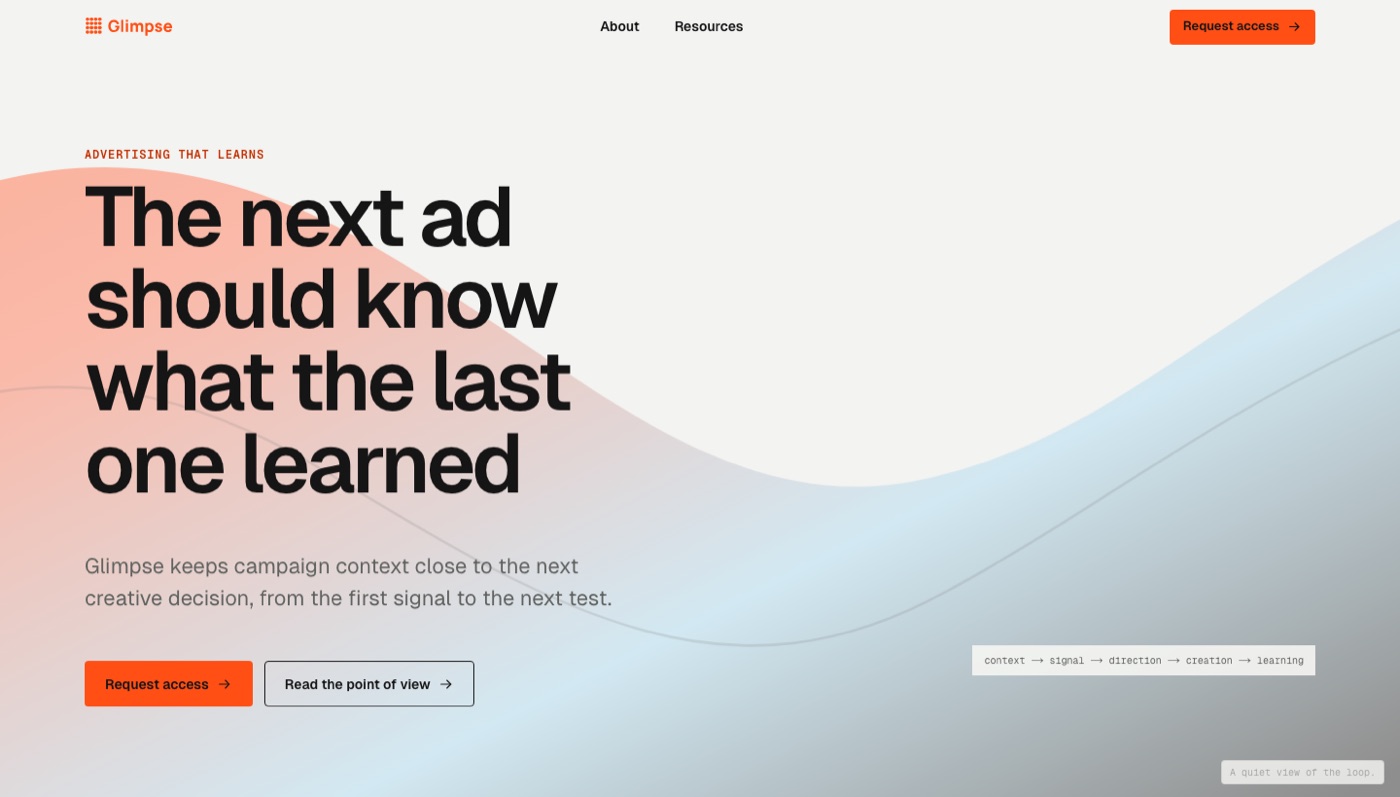 Glimpse
About
Resources
Request access →
ADVERTISING THAT LEARNS
The next ad
should know
what the last
one learned
Glimpse keeps campaign context close to the next
creative decision, from the first signal to the next test.
Request access →
Read the point of view →
context → signal → direction → creation → learning
A quiet view of the loop.